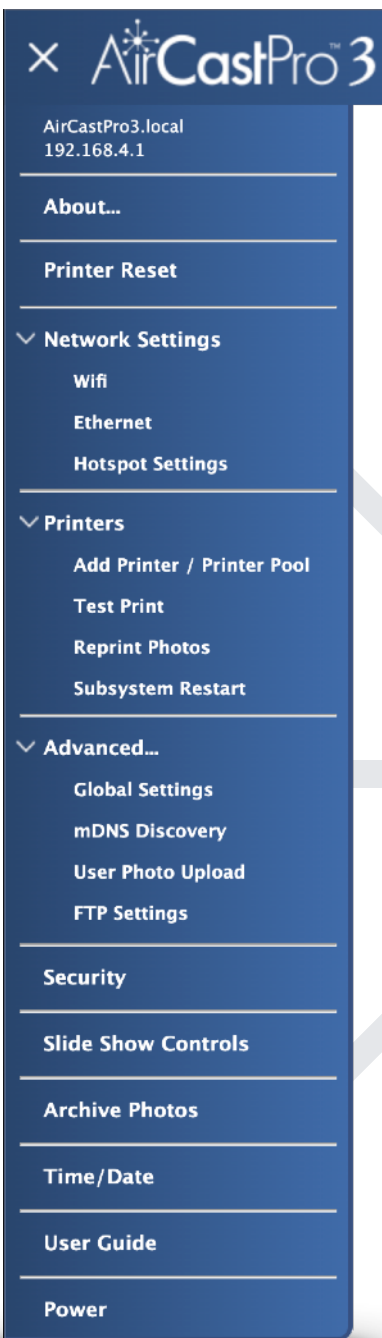 AirCastPro™ 3
AirCastPro3.local
192.168.4.1
About...
Printer Reset
Network Settings
Wifi
Ethernet
Hotspot Settings
Printers
Add Printer / Printer Pool
Test Print
Reprint Photos
Subsystem Restart
Advanced...
Global Settings
mDNS Discovery
User Photo Upload
FTP Settings
Security
Slide Show Controls
Archive Photos
Time/Date
User Guide
Power